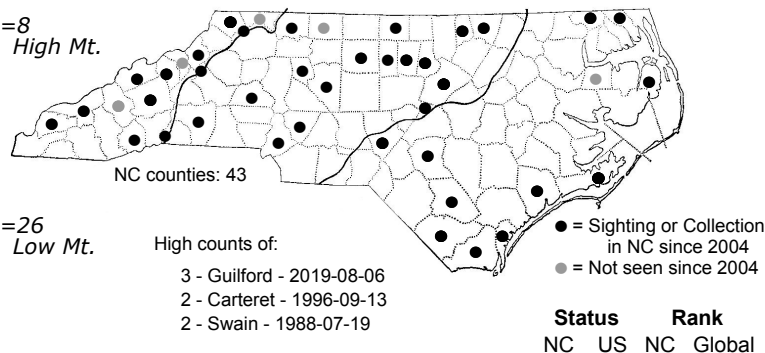 =8
High Mt.
NC counties: 43
=26
Low Mt.
High counts of:
3 - Guilford - 2019-08-06
2 - Carteret - 1996-09-13
2 - Swain - 1988-07-19
● = Sighting or Collection
in NC since 2004
● = Not seen since 2004
Status Rank
NC US NC Global